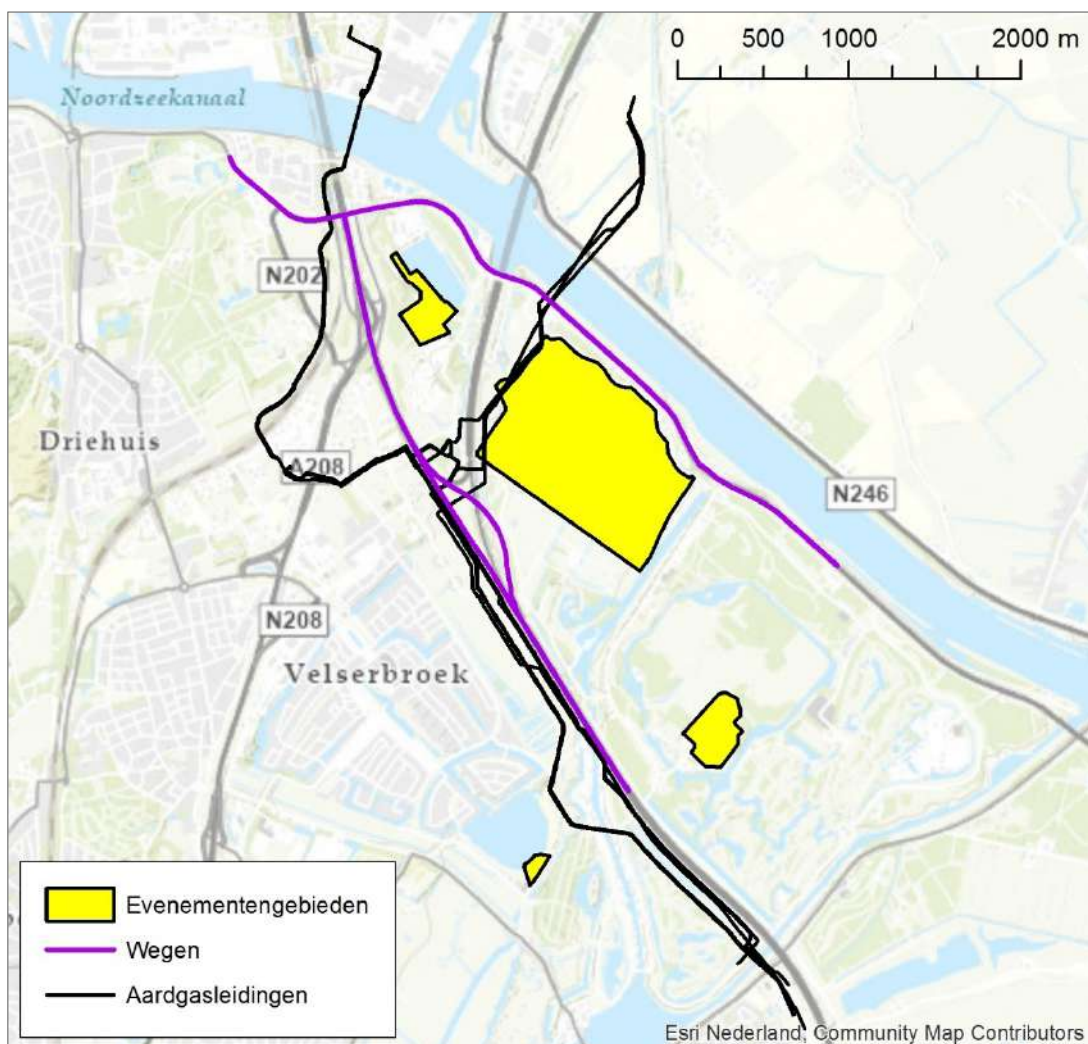 0 500 1000 2000 m
Noordzeekanaal
N202
Driehuis
A208
N246
N208
Velserbroek
Evenementengebieden
Wegen
Aardgasleidingen
Esri Nederland, Community Map Contributors